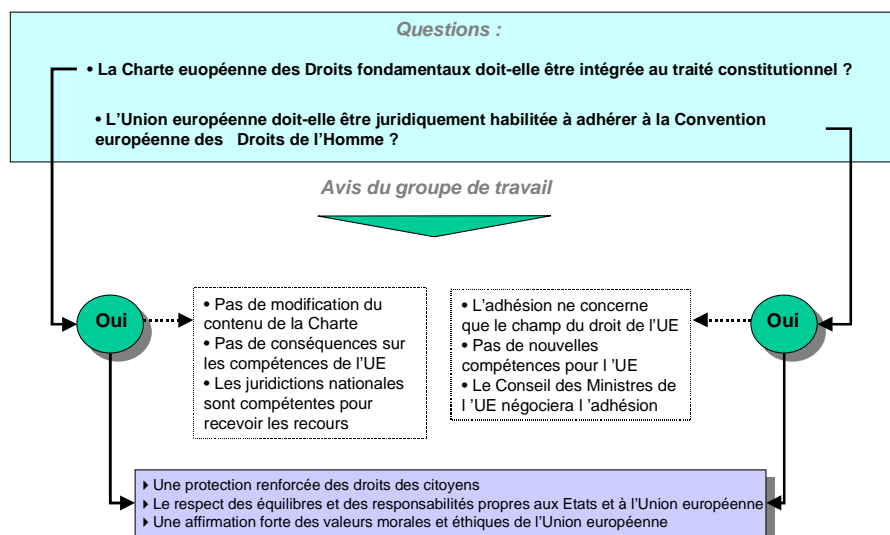 Questions :
• La Charte euopéenne des Droits fondamentaux doit-elle être intégrée au traité constitutionnel ?
• L'Union européenne doit-elle être juridiquement habilitée à adhérer à la Convention
européenne des Droits de l'Homme ?
Avis du groupe de travail
Oui
• Pas de modification du
contenu de la Charte
• Pas de conséquences sur
les compétences de l'UE
• Les juridictions nationales
sont compétentes pour
recevoir les recours
• L'adhésion ne concerne
que le champ du droit de l'UE
• Pas de nouvelles
compétences pour l 'UE
• Le Conseil des Ministres de
l 'UE négociera l 'adhésion
Oui
Une protection renforcée des droits des citoyens
Le respect des équilibres et des responsabilités propres aux Etats et à l'Union européenne
Une affirmation forte des valeurs morales et éthiques de l'Union européenne